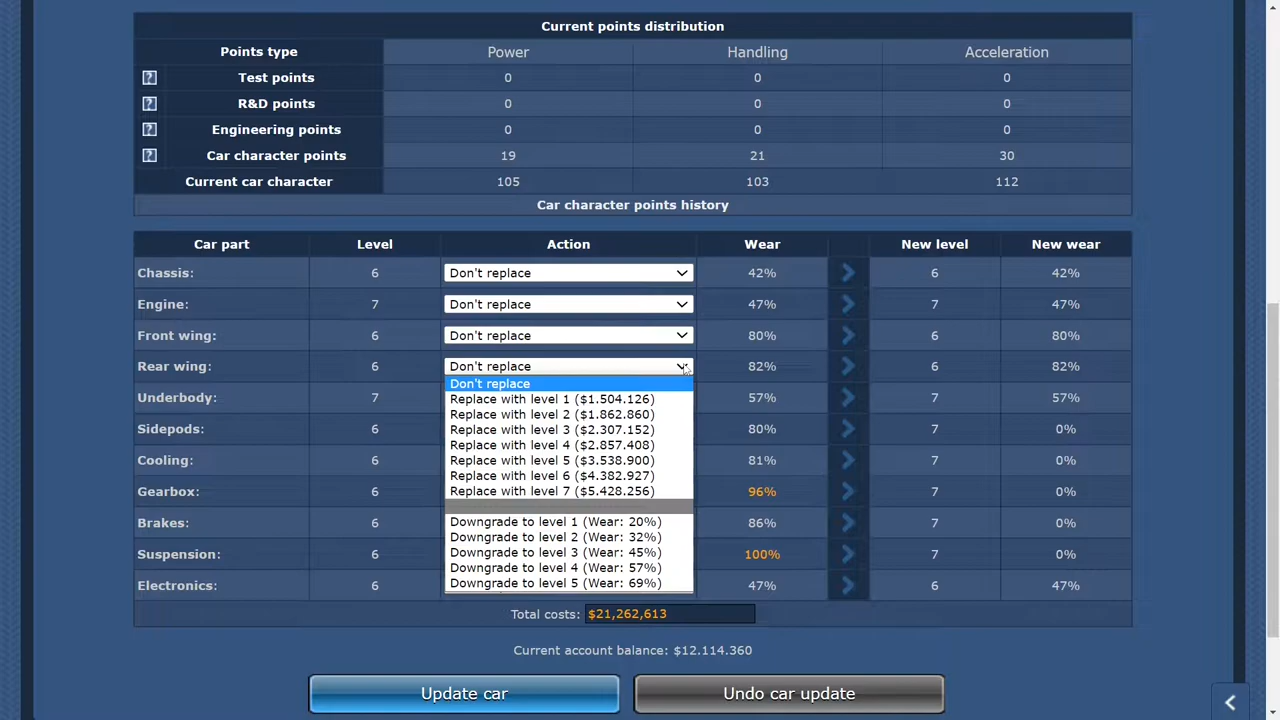 Current points distribution
Points type Power Handling Acceleration
? Test points 0 0 0
? R&D points 0 0 0
? Engineering points 0 0 0
? Car character points 19 21 30
Current car character 105 103 112
Car character points history
Car part Level Action Wear New level New wear
Chassis: 6 Don't replace 42% 6 42%
Engine: 7 Don't replace 47% 7 47%
Front wing: 6 Don't replace 80% 6 80%
Rear wing: 6 Don't replace 82% 6 82%
Don't replace
Underbody: 7 Replace with level 1 ($1.504.126) 57% 7 57%
Replace with level 2 ($1.862.860)
Sidepods: 6 Replace with level 3 ($2.307.152) 80% 7 0%
Replace with level 4 ($2.857.408)
Cooling: 6 Replace with level 5 ($3.538.900) 81% 7 0%
Replace with level 6 ($4.382.927)
Gearbox: 6 Replace with level 7 ($5.428.256) 96% 7 0%
Brakes: 6 Downgrade to level 1 (Wear: 20%) 86% 7 0%
Downgrade to level 2 (Wear: 32%)
Suspension: 6 Downgrade to level 3 (Wear: 45%) 100% 7 0%
Downgrade to level 4 (Wear: 57%)
Electronics: 6 Downgrade to level 5 (Wear: 69%) 47% 6 47%
Total costs: $21,262,613
Current account balance: $12.114.360
Update car Undo car update